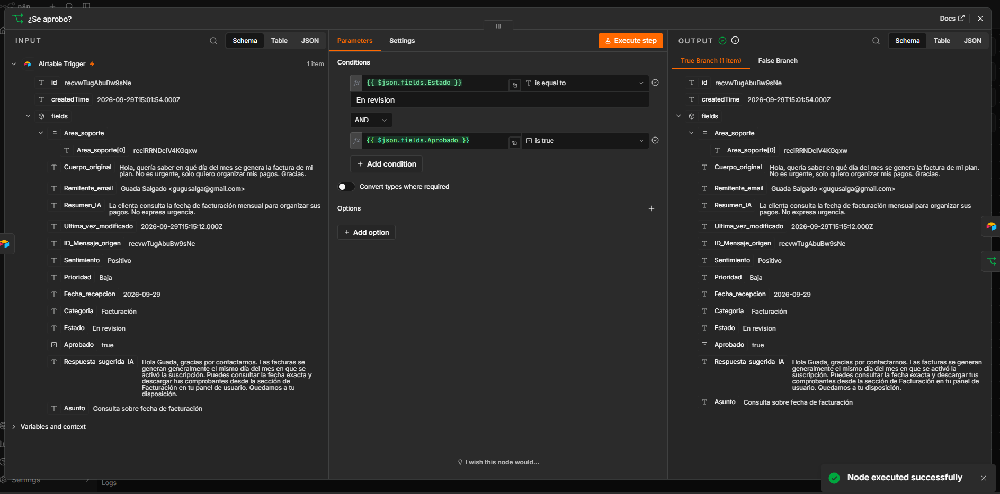 n8n
¿Se aprobo?
Docs
INPUT
Schema
Table
JSON
Airtable Trigger
1 item
id recvwTugAbuBw9sNe
createdTime 2026-09-29T15:01:54.000Z
fields
Area_soporte
Area_soporte[0] reciRRNDcIV4KGqxw
Cuerpo_original Hola, quería saber en qué día del mes se genera la factura de mi
plan. No es urgente, solo quiero organizar mis pagos. Gracias.
Remitente_email Guada Salgado <gugusalga@gmail.com>
Resumen_IA La clienta consulta la fecha de facturación mensual para organizar sus
pagos. No expresa urgencia.
Ultima_vez_modificado 2026-09-29T15:15:12.000Z
ID_Mensaje_origen recvwTugAbuBw9sNe
Sentimiento Positivo
Prioridad Baja
Fecha_recepcion 2026-09-29
Categoria Facturación
Estado En revision
Aprobado true
Respuesta_sugerida_IA Hola Guada, gracias por contactarnos. Las facturas se
generan generalmente el mismo día del mes en que se
activó la suscripción. Puedes consultar la fecha exacta y
descargar tus comprobantes desde la sección de
Facturación en tu panel de usuario. Quedamos a tu
disposición.
Asunto Consulta sobre fecha de facturación
Variables and context
Settings
Logs
Parameters
Settings
Execute step
Conditions
fx {{ $json.fields.Estado }} T is equal to
En revision
AND
fx {{ $json.fields.Aprobado }} is true
+ Add condition
Convert types where required
Options
+ Add option
I wish this node would...
OUTPUT
Schema
Table
JSON
True Branch (1 item)
False Branch
id recvwTugAbuBw9sNe
createdTime 2026-09-29T15:01:54.000Z
fields
Area_soporte
Area_soporte[0] reciRRNDcIV4KGqxw
Cuerpo_original Hola, quería saber en qué día del mes se genera la factura de mi plan.
No es urgente, solo quiero organizar mis pagos. Gracias.
Remitente_email Guada Salgado <gugusalga@gmail.com>
Resumen_IA La clienta consulta la fecha de facturación mensual para organizar sus
pagos. No expresa urgencia.
Ultima_vez_modificado 2026-09-29T15:15:12.000Z
ID_Mensaje_origen recvwTugAbuBw9sNe
Sentimiento Positivo
Prioridad Baja
Fecha_recepcion 2026-09-29
Categoria Facturación
Estado En revision
Aprobado true
Respuesta_sugerida_IA Hola Guada, gracias por contactarnos. Las facturas se generan
generalmente el mismo día del mes en que se activó la
suscripción. Puedes consultar la fecha exacta y descargar tus
comprobantes desde la sección de Facturación en tu panel de
usuario. Quedamos a tu disposición.
Asunto Consulta sobre fecha de facturación
Node executed successfully